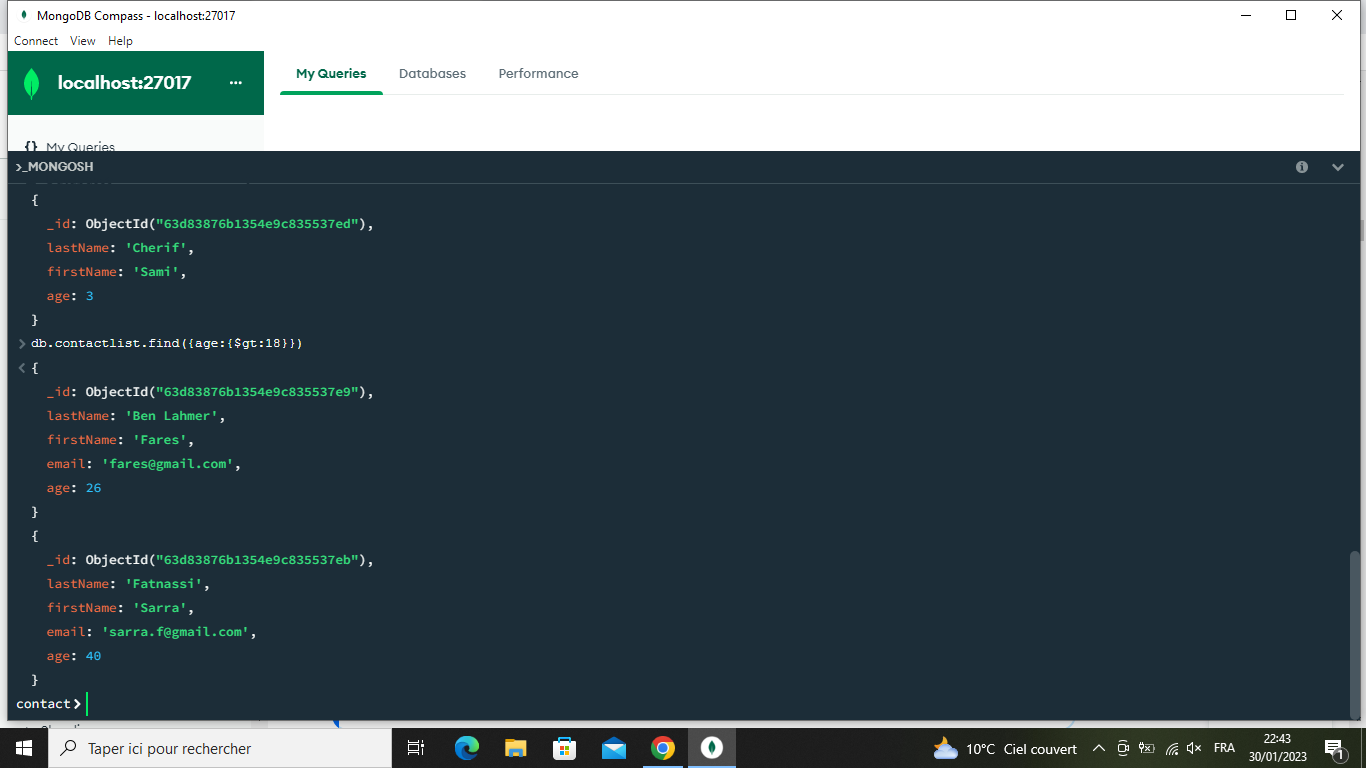 MongoDB Compass - localhost:27017
Connect View Help
localhost:27017 ...
My Queries Databases Performance
{} My Queries
>_MONGOSH
{
_id: ObjectId("63d83876b1354e9c835537ed"),
lastName: 'Cherif',
firstName: 'Sami',
age: 3
}
> db.contactlist.find({age:{$gt:18}})
< {
_id: ObjectId("63d83876b1354e9c835537e9"),
lastName: 'Ben Lahmer',
firstName: 'Fares',
email: 'fares@gmail.com',
age: 26
}
{
_id: ObjectId("63d83876b1354e9c835537eb"),
lastName: 'Fatnassi',
firstName: 'Sarra',
email: 'sarra.f@gmail.com',
age: 40
}
contact>
Taper ici pour rechercher
10°C Ciel couvert
FRA
22:43
30/01/2023
1